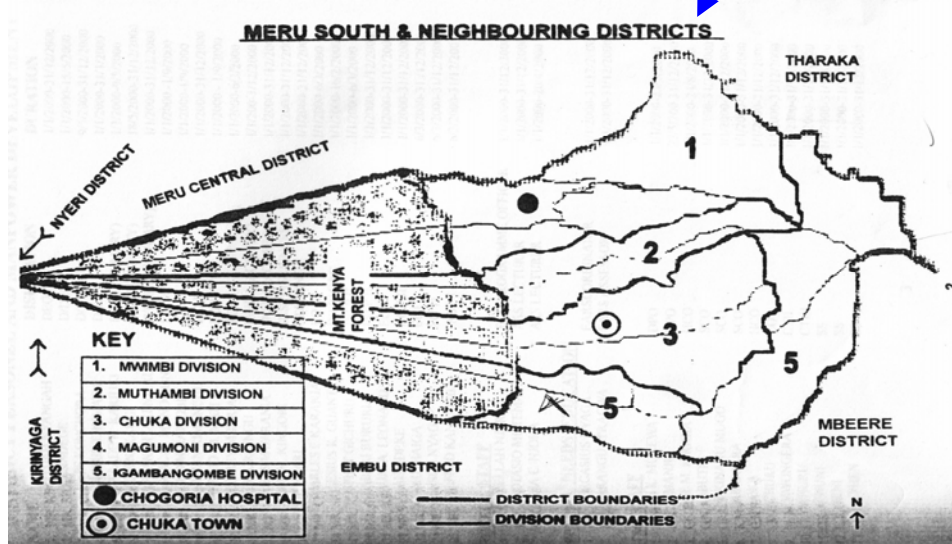 MERU SOUTH & NEIGHBOURING DISTRICTS
THARAKA
DISTRICT
NYERI DISTRICT
MERU CENTRAL DISTRICT
1
2
MT.KENYA
FOREST
3
5
5
KEY
1. MWIMBI DIVISION
2. MUTHAMBI DIVISION
3. CHUKA DIVISION
4. MAGUMONI DIVISION
5. IGAMBANGOMBE DIVISION
CHOGORIA HOSPITAL
CHUKA TOWN
KIRINYAGA
DISTRICT
EMBU DISTRICT
MBEERE
DISTRICT
DISTRICT BOUNDARIES
DIVISION BOUNDARIES
N